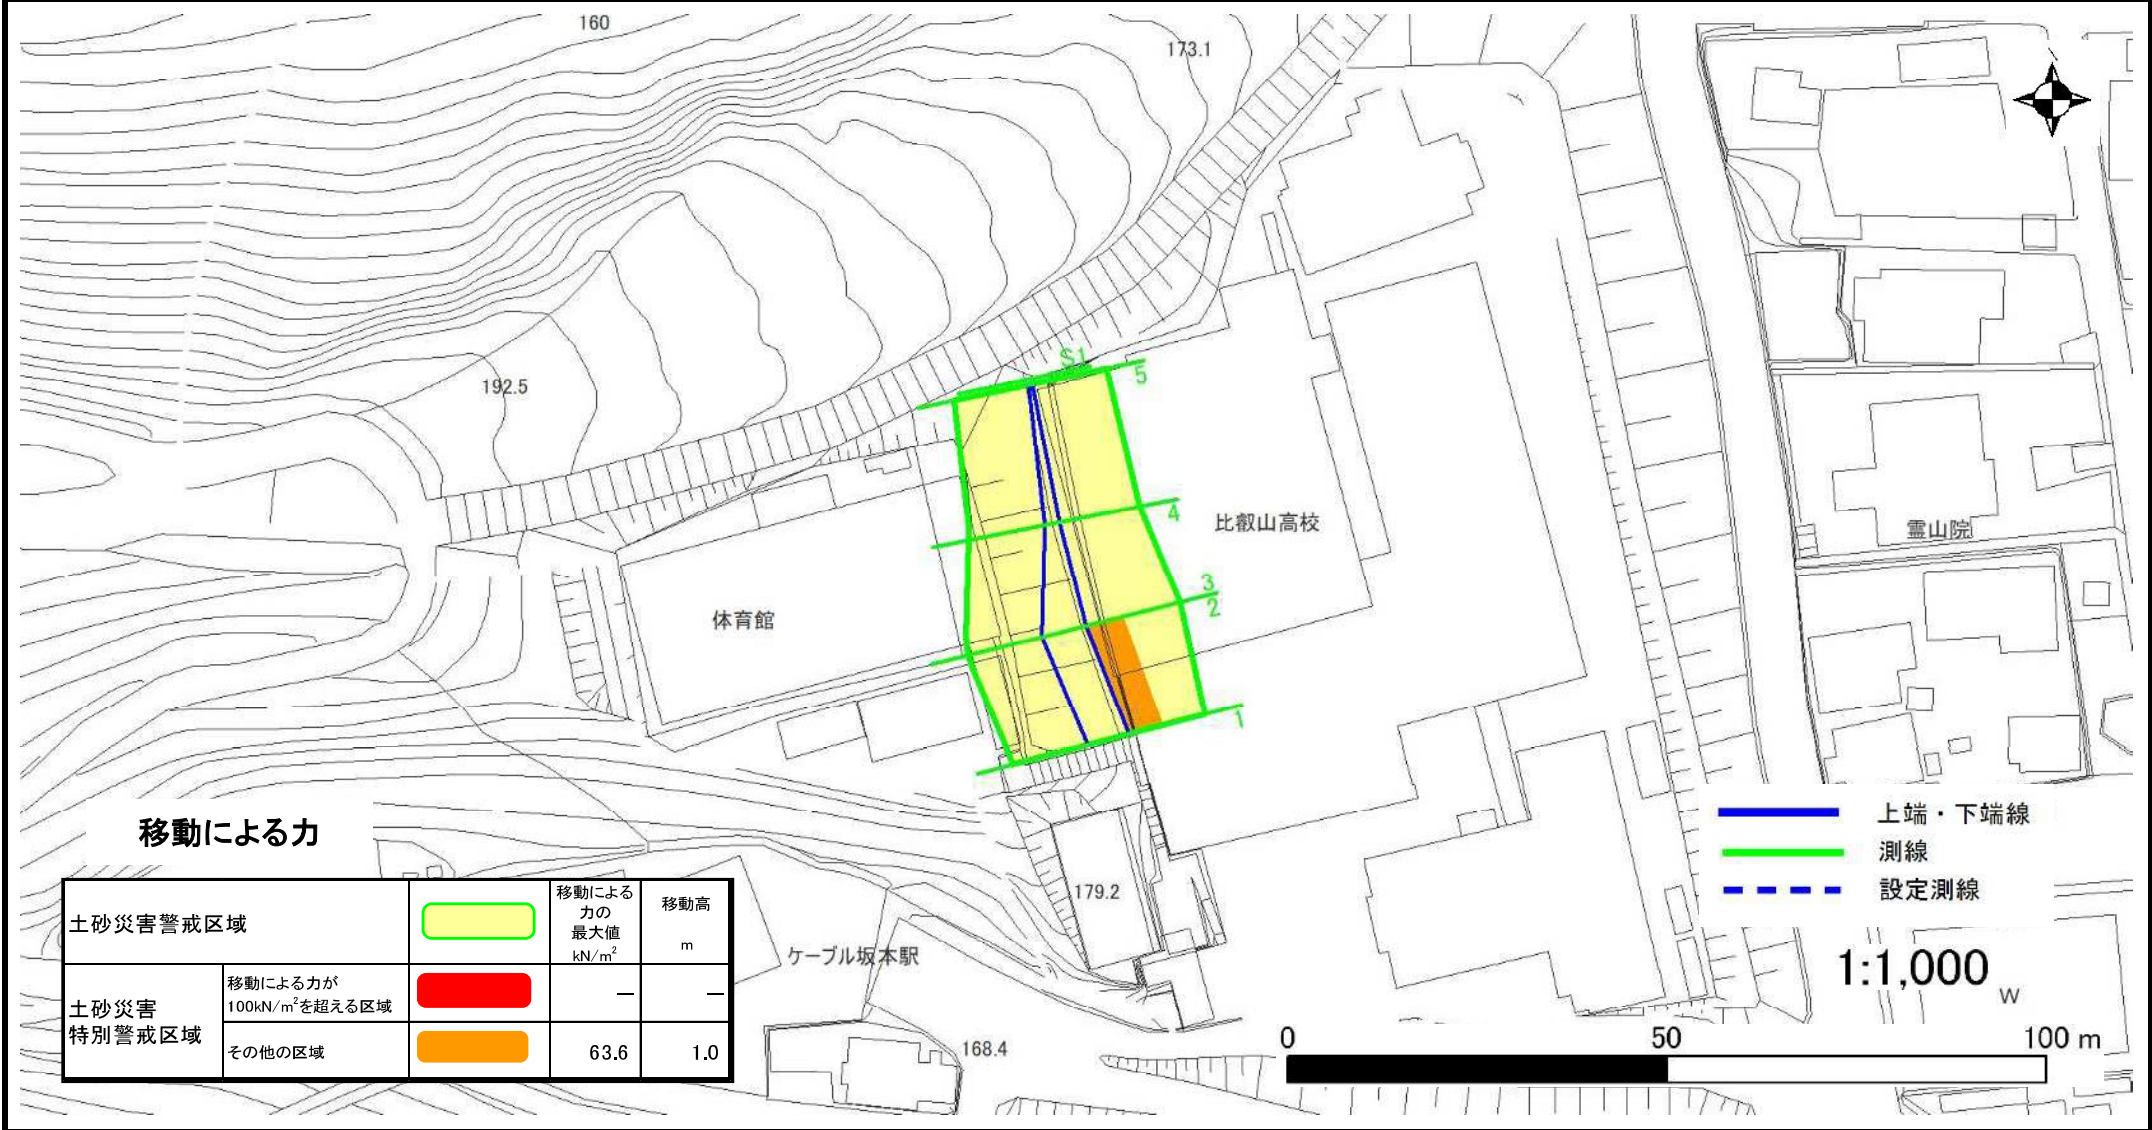 160
173.1
192.5
S1
5
4
比叡山高校
霊山院
3
2
体育館
1
移動による力
上端・下端線
測線
設定測線
土砂災害警戒区域
移動による
力の
最大値
kN/m²
移動高
m
179.2
ケーブル坂本駅
1:1,000
W
土砂災害
特別警戒区域
移動による力が
100kN/m²を超える区域
—
—
その他の区域
63.6
1.0
168.4
0
50
100 m